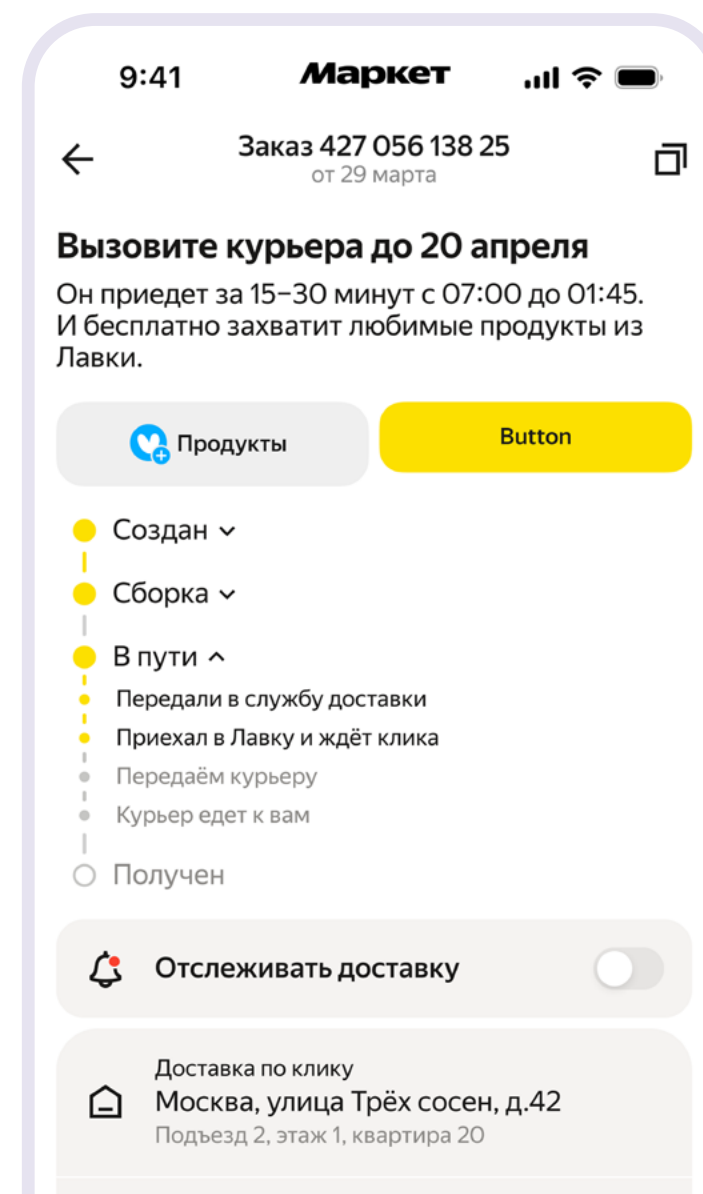 9:41
Маркет
Заказ 427 056 138 25
от 29 марта
Вызовите курьера до 20 апреля
Он приедет за 15–30 минут с 07:00 до 01:45.
И бесплатно захватит любимые продукты из
Лавки.
Продукты
Button
Создан
Сборка
В пути
Передали в службу доставки
Приехал в Лавку и ждёт клика
Передаём курьеру
Курьер едет к вам
Получен
Отслеживать доставку
Доставка по клику
Москва, улица Трёх сосен, д.42
Подъезд 2, этаж 1, квартира 20